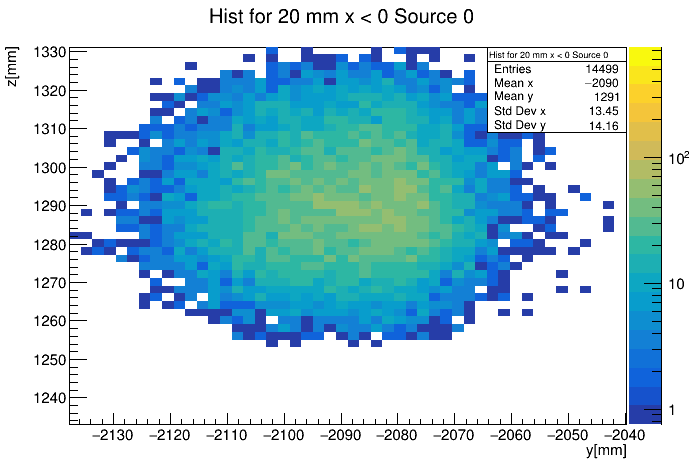 Hist for 20 mm x < 0 Source 0
z[mm]
1330
1320
1310
1300
1290
1280
1270
1260
1250
1240
Hist for 20 mm x < 0 Source 0
Entries 14499
Mean x −2090
Mean y 1291
Std Dev x 13.45
Std Dev y 14.16
10²
10
1
−2130 −2120 −2110 −2100 −2090 −2080 −2070 −2060 −2050 −2040
y[mm]